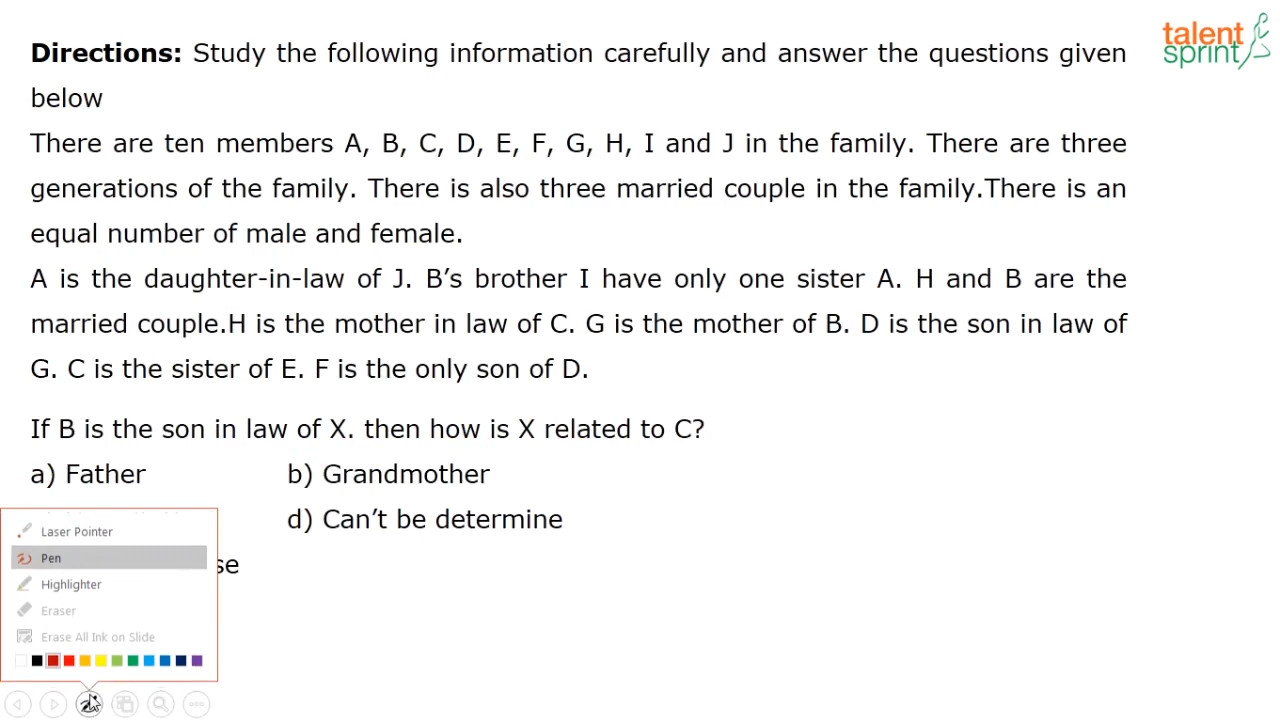 talent
sprint
Directions: Study the following information carefully and answer the questions given
below
There are ten members A, B, C, D, E, F, G, H, I and J in the family. There are three
generations of the family. There is also three married couple in the family.There is an
equal number of male and female.
A is the daughter-in-law of J. B’s brother I have only one sister A. H and B are the
married couple.H is the mother in law of C. G is the mother of B. D is the son in law of
G. C is the sister of E. F is the only son of D.
If B is the son in law of X. then how is X related to C?
a) Father b) Grandmother
d) Can’t be determine
se
Laser Pointer
Pen
Highlighter
Eraser
Erase All Ink on Slide